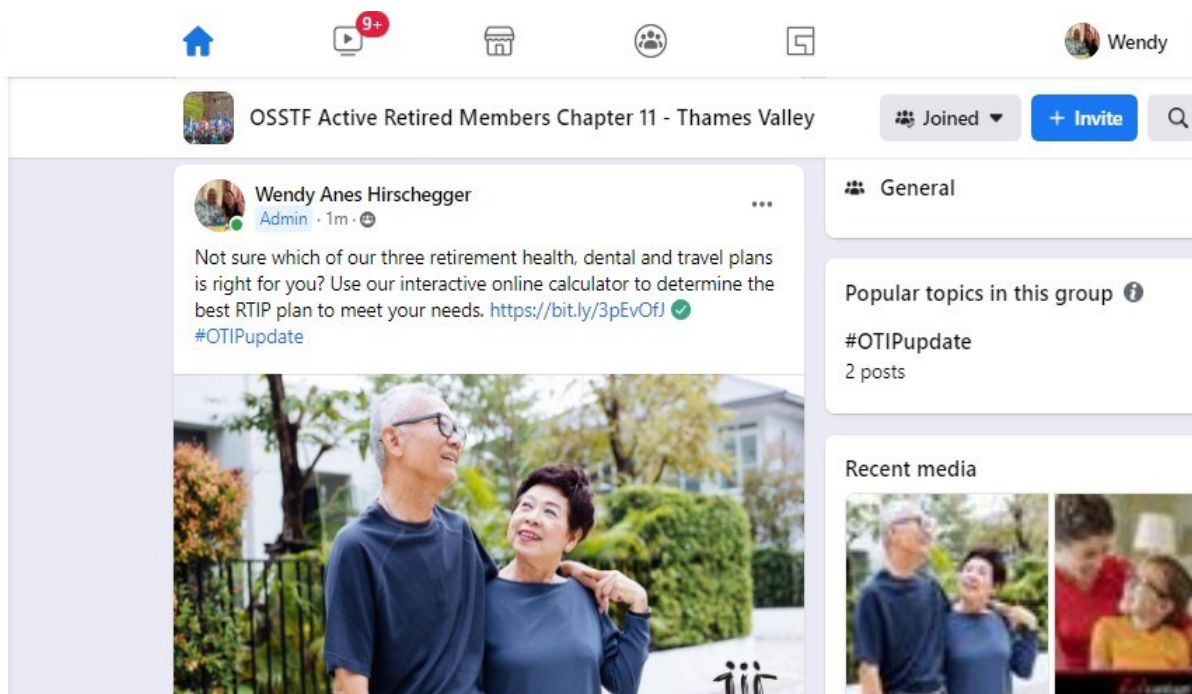 9+
Wendy
OSSTF Active Retired Members Chapter 11 - Thames Valley
Joined
+ Invite
Wendy Anes Hirschegger
Admin · 1m ·
Not sure which of our three retirement health, dental and travel plans
is right for you? Use our interactive online calculator to determine the
best RTIP plan to meet your needs. https://bit.ly/3pEvOfJ
#OTIPupdate
General
Popular topics in this group
#OTIPupdate
2 posts
Recent media